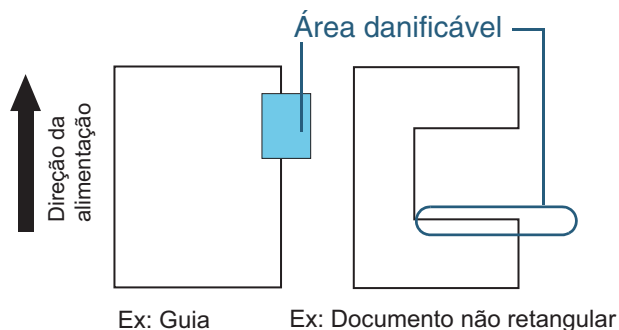 Área danificável
Direção da
alimentação
Ex: Guia
Ex: Documento não retangular